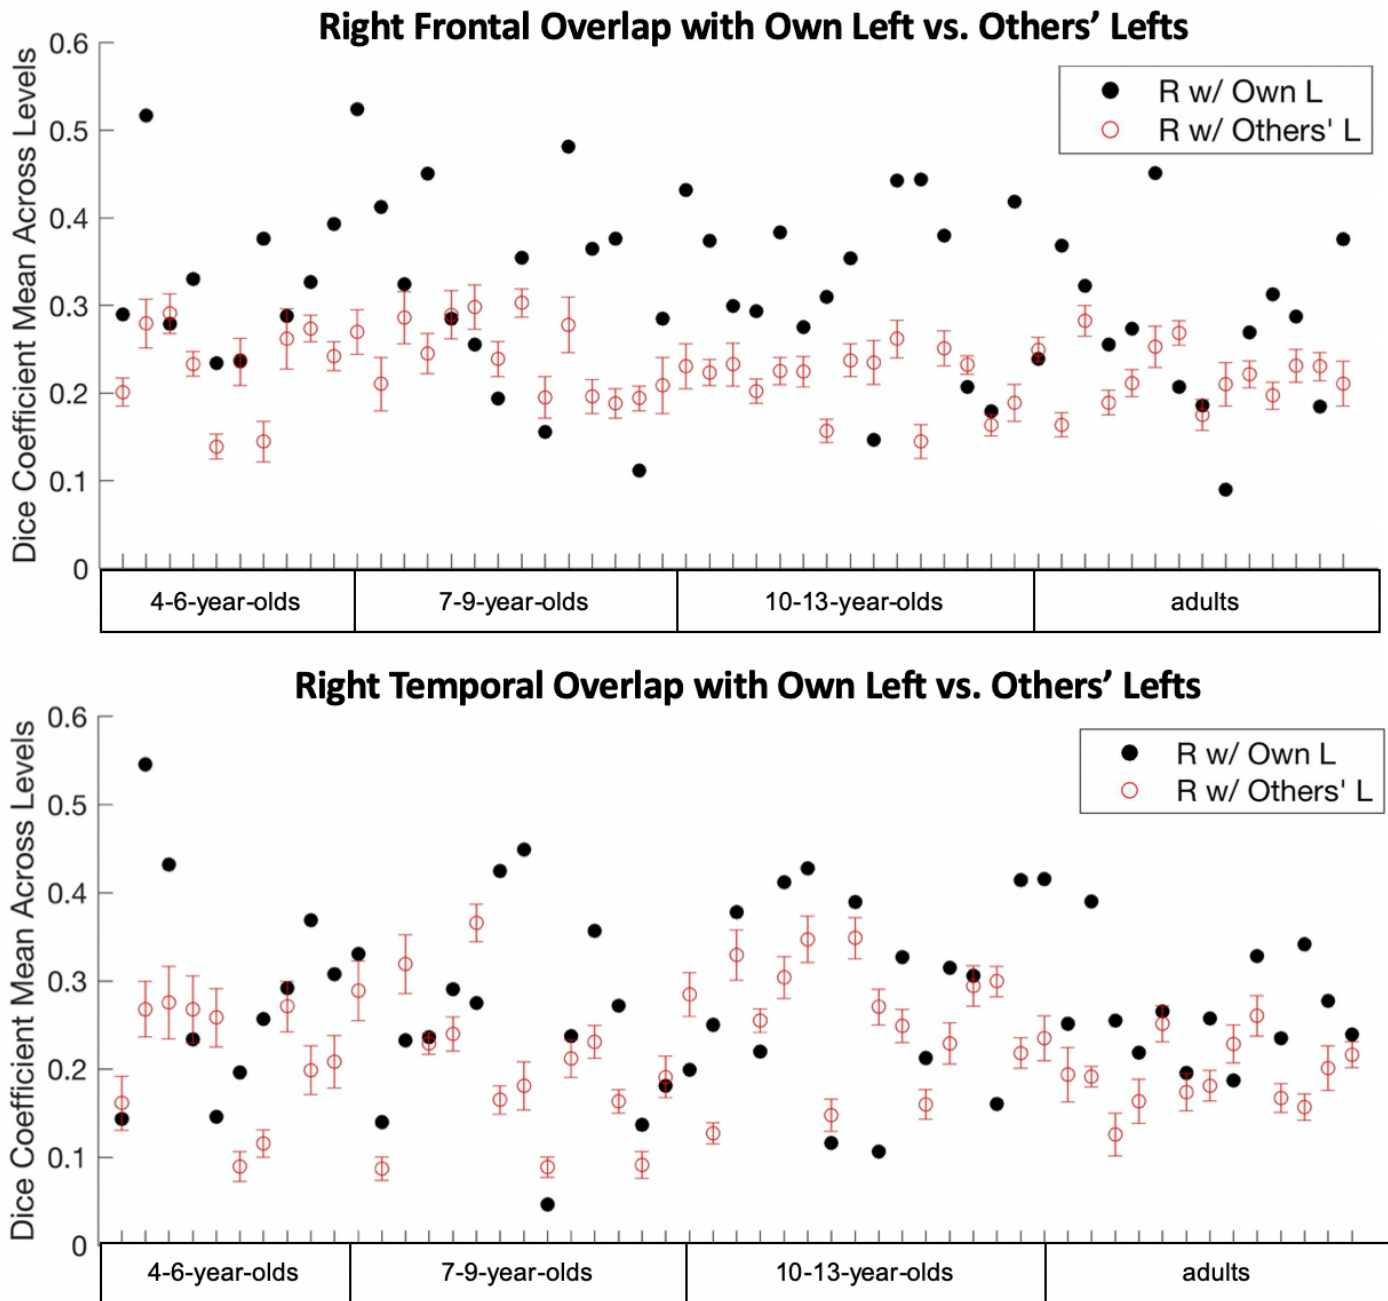 Right Frontal Overlap with Own Left vs. Others’ Lefts
Dice Coefficient Mean Across Levels
0.6
0.5
0.4
0.3
0.2
0.1
0
R w/ Own L
R w/ Others' L
4-6-year-olds
7-9-year-olds
10-13-year-olds
adults
Right Temporal Overlap with Own Left vs. Others’ Lefts
Dice Coefficient Mean Across Levels
0.6
0.5
0.4
0.3
0.2
0.1
0
R w/ Own L
R w/ Others' L
4-6-year-olds
7-9-year-olds
10-13-year-olds
adults